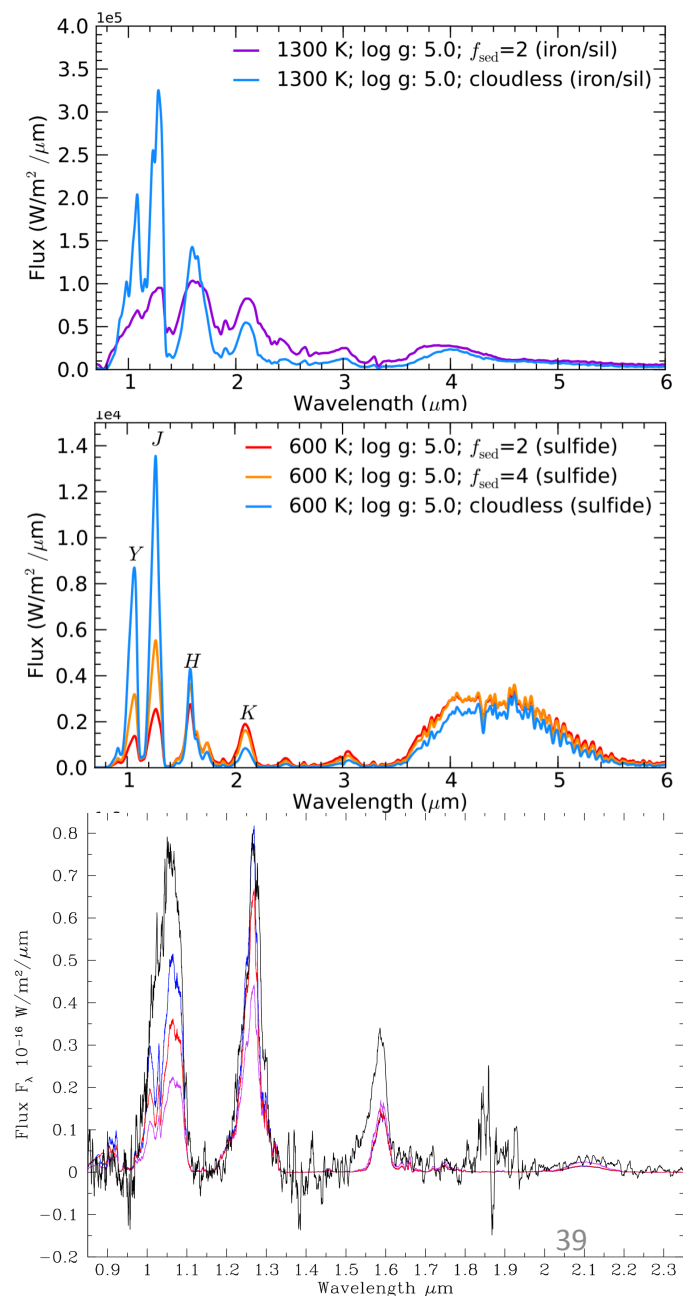 1e5
4.0
3.5
3.0
2.5
2.0
1.5
1.0
0.5
0.0
Flux (W/m² /μm)
1300 K; log g: 5.0; f_sed=2 (iron/sil)
1300 K; log g: 5.0; cloudless (iron/sil)
1 2 3 4 5 6
Wavelength (μm)
1e4
1.4
1.2
1.0
0.8
0.6
0.4
0.2
0.0
Flux (W/m² /μm)
600 K; log g: 5.0; f_sed=2 (sulfide)
600 K; log g: 5.0; f_sed=4 (sulfide)
600 K; log g: 5.0; cloudless (sulfide)
Y
J
H
K
1 2 3 4 5 6
Wavelength (μm)
0.8
0.7
0.6
0.5
0.4
0.3
0.2
0.1
0
-0.1
-0.2
Flux F_λ 10⁻¹⁶ W/m²/μm
39
0.9 1 1.1 1.2 1.3 1.4 1.5 1.6 1.7 1.8 1.9 2 2.1 2.2 2.3
Wavelength μm